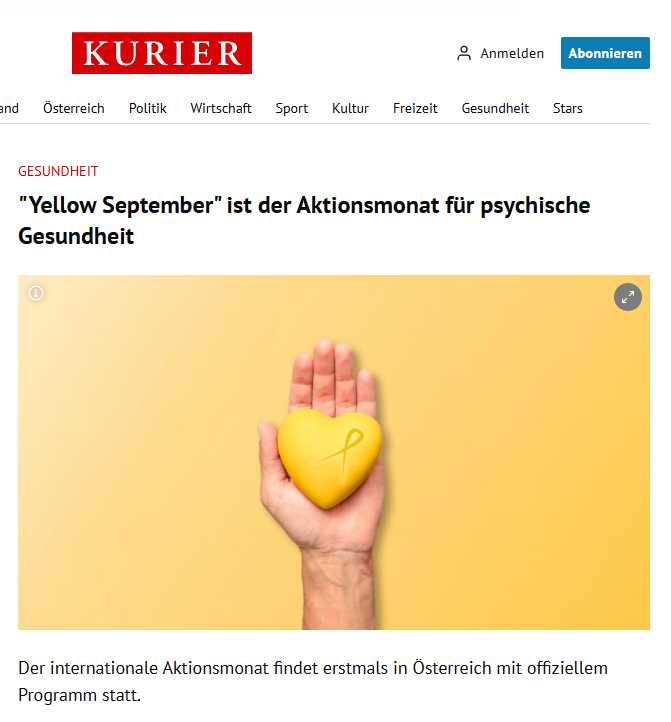 KURIER
Anmelden
Abonnieren
and Österreich Politik Wirtschaft Sport Kultur Freizeit Gesundheit Stars
GESUNDHEIT
"Yellow September" ist der Aktionsmonat für psychische
Gesundheit
Der internationale Aktionsmonat findet erstmals in Österreich mit offiziellem
Programm statt.